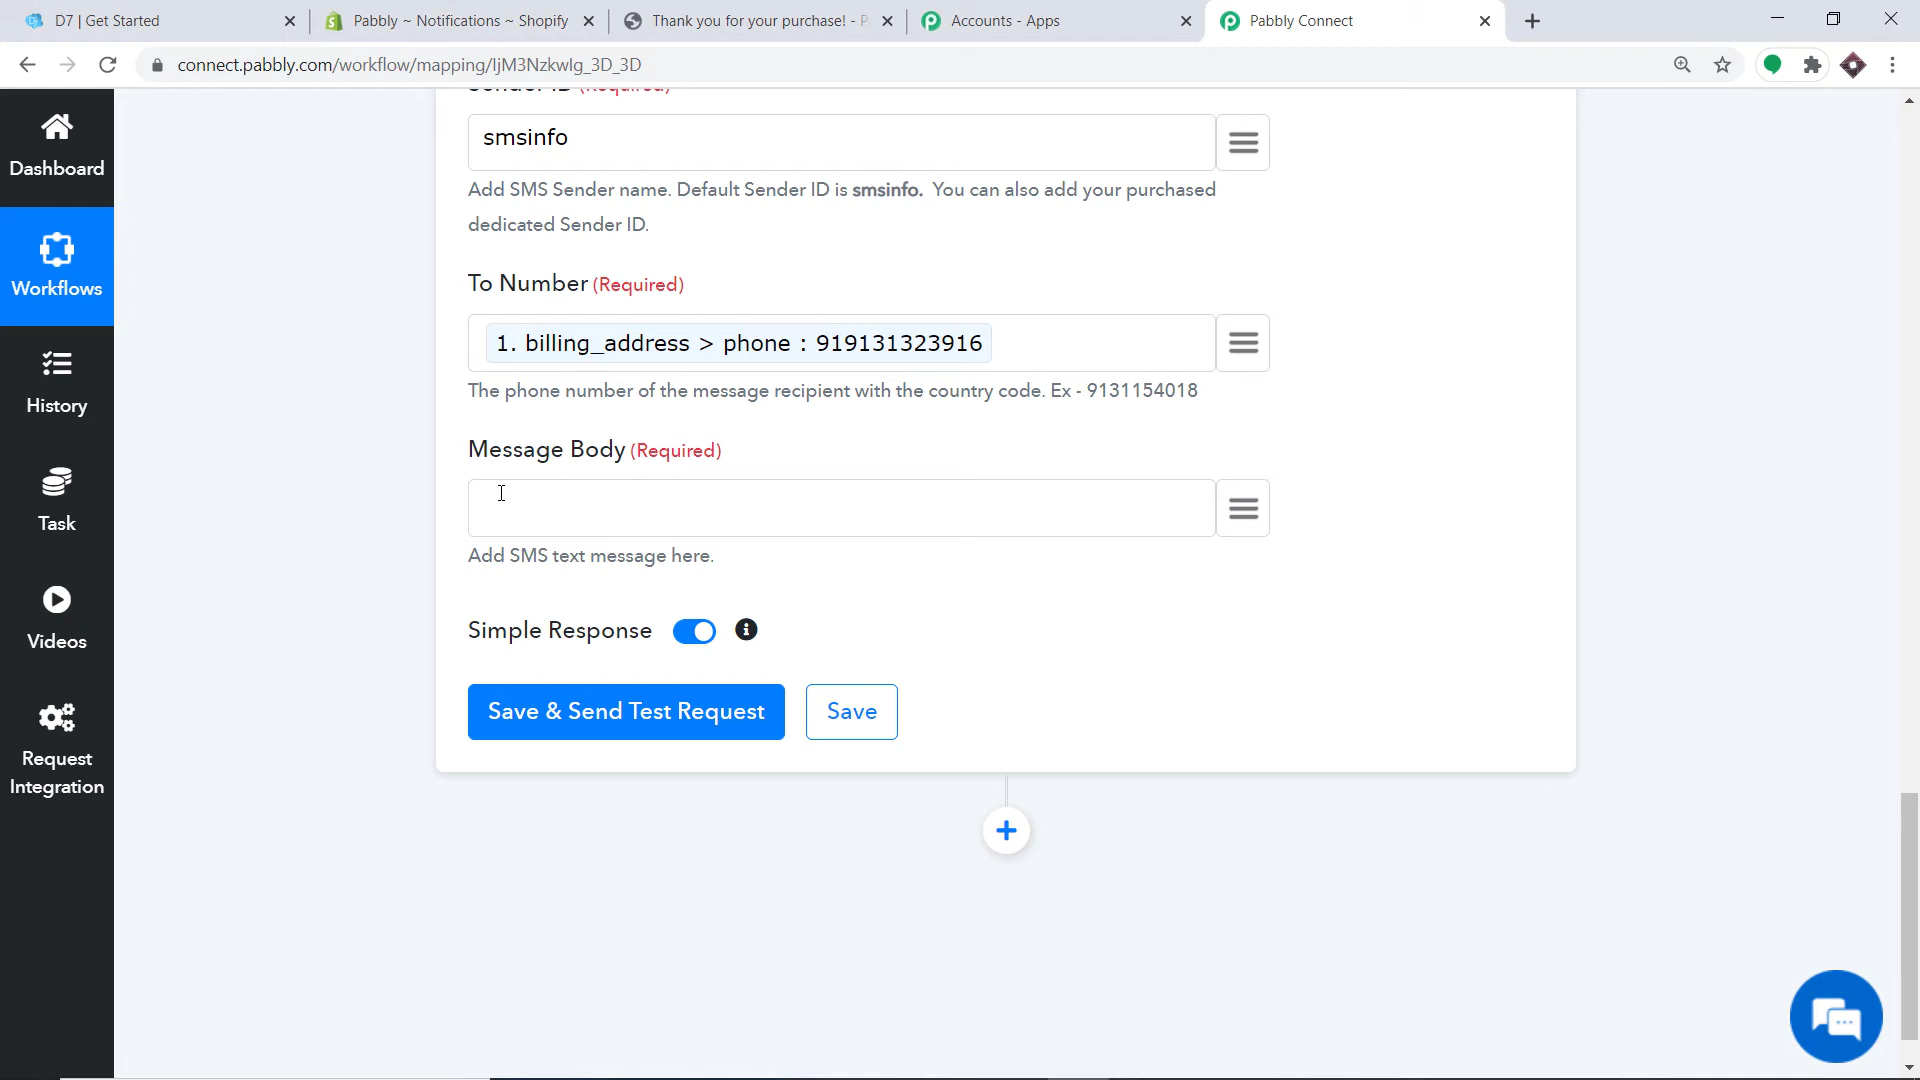 D7 | Get Started
Pabbly ~ Notifications ~ Shopify
Thank you for your purchase! - P
Accounts - Apps
Pabbly Connect
connect.pabbly.com/workflow/mapping/IjM3NzkwIg_3D_3D
Dashboard
Workflows
History
Task
Videos
Request
Integration
Sender ID (Required)
smsinfo
Add SMS Sender name. Default Sender ID is smsinfo. You can also add your purchased
dedicated Sender ID.
To Number (Required)
1. billing_address > phone : 919131323916
The phone number of the message recipient with the country code. Ex - 9131154018
Message Body (Required)
Add SMS text message here.
Simple Response
Save & Send Test Request
Save